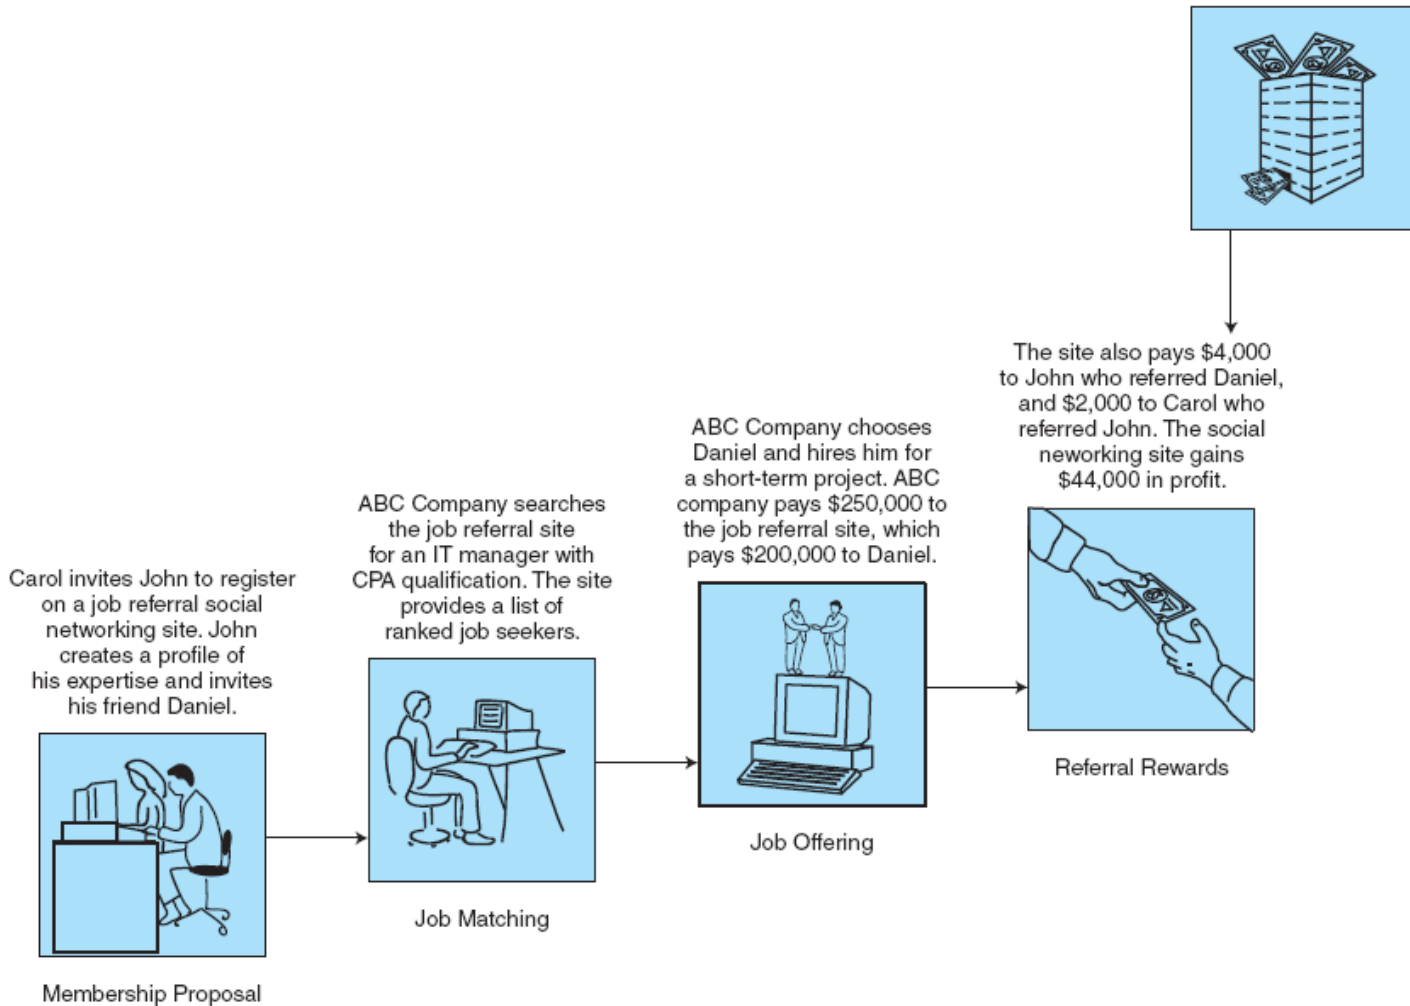 Carol invites John to register
on a job referral social
networking site. John
creates a profile of
his expertise and invites
his friend Daniel.
Membership Proposal
ABC Company searches
the job referral site
for an IT manager with
CPA qualification. The site
provides a list of
ranked job seekers.
Job Matching
ABC Company chooses
Daniel and hires him for
a short-term project. ABC
company pays $250,000 to
the job referral site, which
pays $200,000 to Daniel.
Job Offering
The site also pays $4,000
to John who referred Daniel,
and $2,000 to Carol who
referred John. The social
neworking site gains
$44,000 in profit.
Referral Rewards